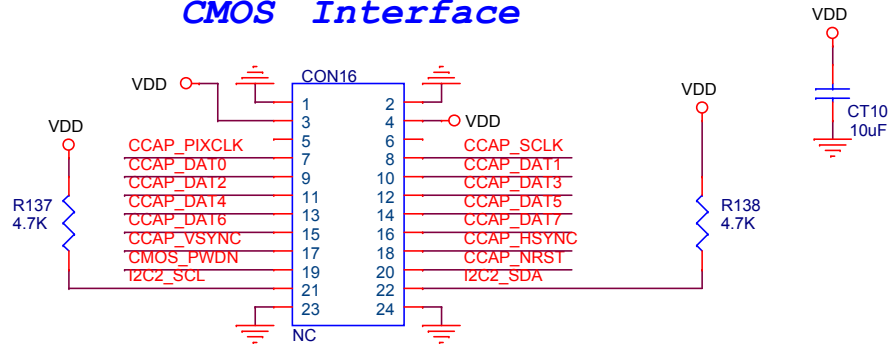 CMOS Interface
VDD
CON16
VDD
1 2
VDD
3 4
VDD
VDD
5 6
CT10
10uF
CCAP_PIXCLK
7 8
CCAP_SCLK
CCAP_DAT0
9 10
CCAP_DAT1
CCAP_DAT2
11 12
CCAP_DAT3
R137
4.7K
CCAP_DAT4
13 14
CCAP_DAT5
R138
4.7K
CCAP_DAT6
15 16
CCAP_DAT7
CCAP_VSYNC
17 18
CCAP_HSYNC
CMOS_PWDN
19 20
CCAP_NRST
I2C2_SCL
21 22
I2C2_SDA
23 24
NC